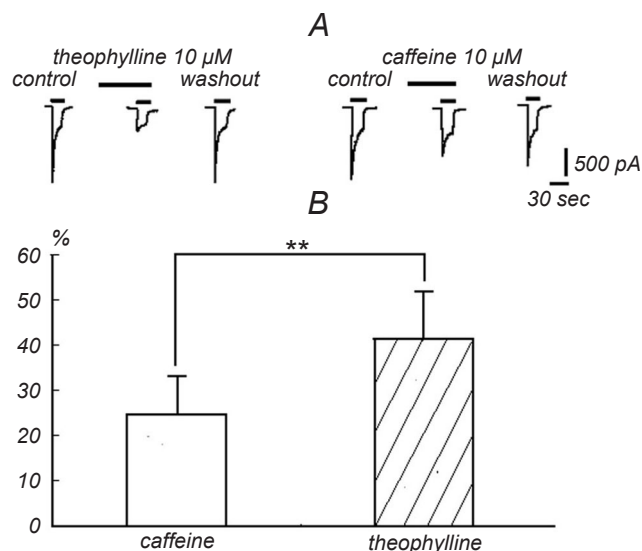 A
theophylline 10 µM
control washout
caffeine 10 µM
control washout
500 pA
30 sec
B
%
60
**
50
40
30
20
10
0
caffeine theophylline